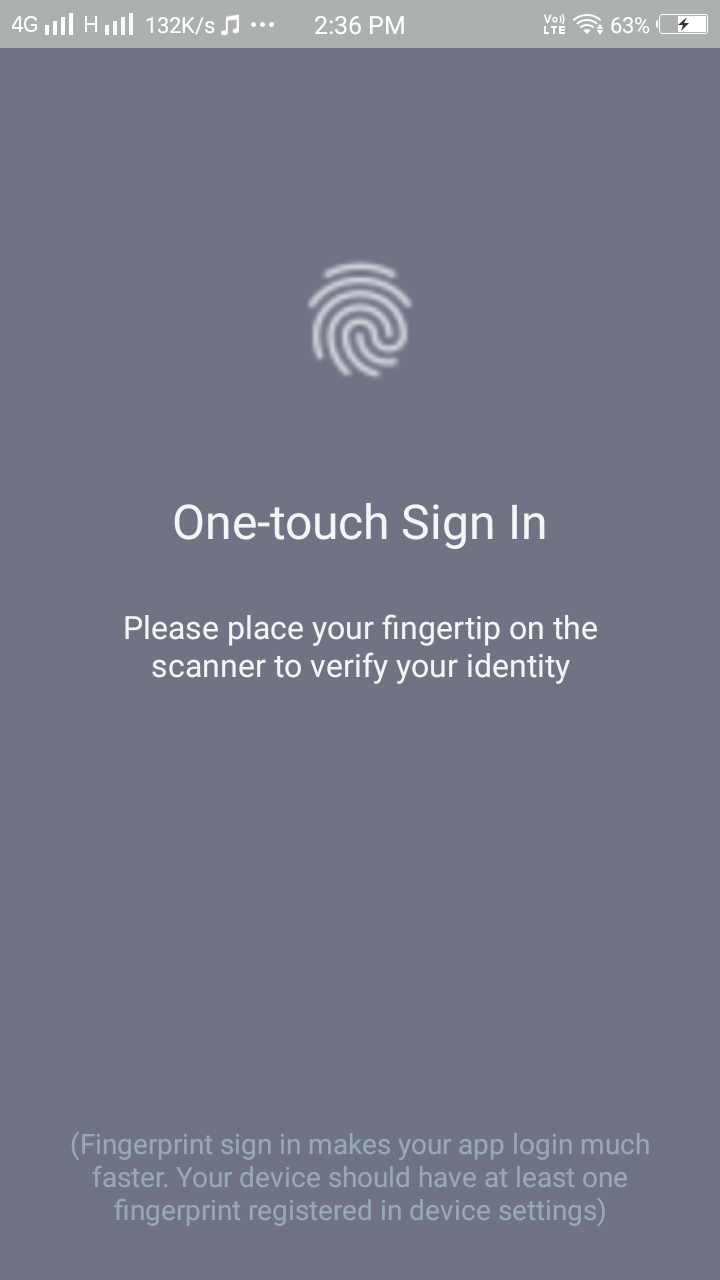 4G H 132K/s 2:36 PM Vo) LTE 63%
One-touch Sign In
Please place your fingertip on the
scanner to verify your identity
(Fingerprint sign in makes your app login much
faster. Your device should have at least one
fingerprint registered in device settings)